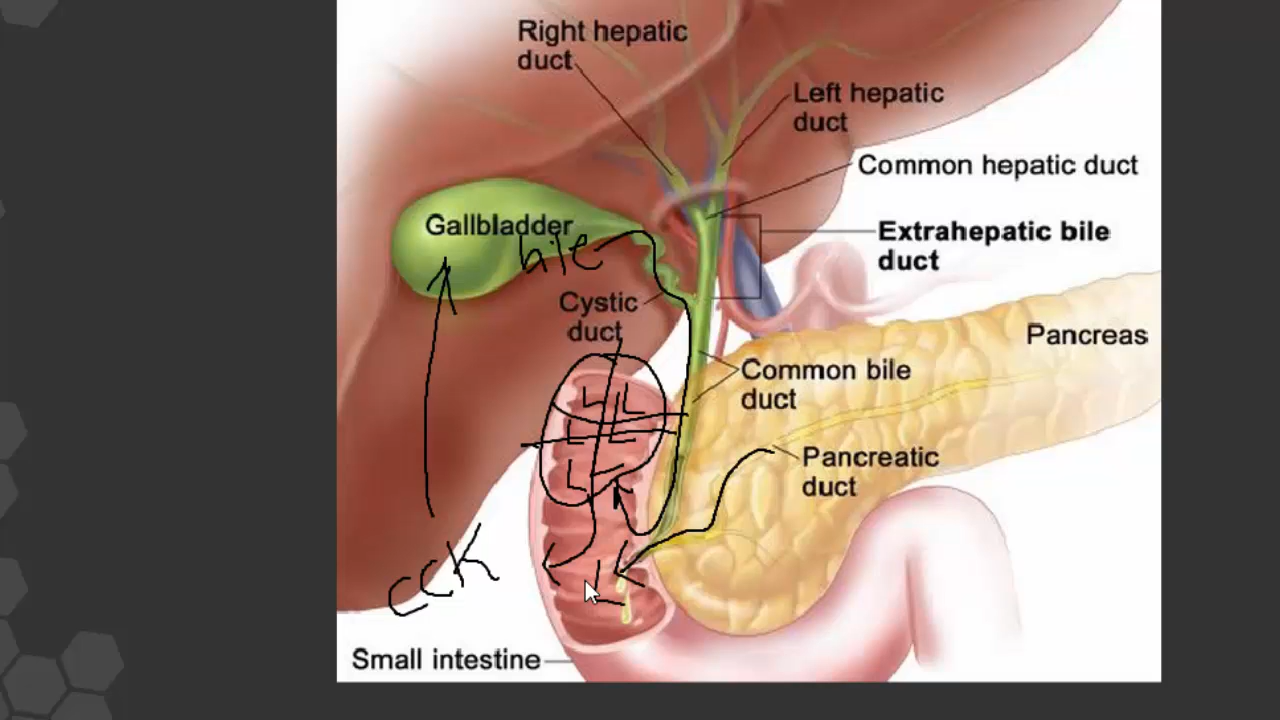 Right hepatic
duct
Left hepatic
duct
Common hepatic duct
Gallbladder
Extrahepatic bile
duct
bile
Cystic
duct
Pancreas
Common bile
duct
Pancreatic
duct
CCK
Small intestine